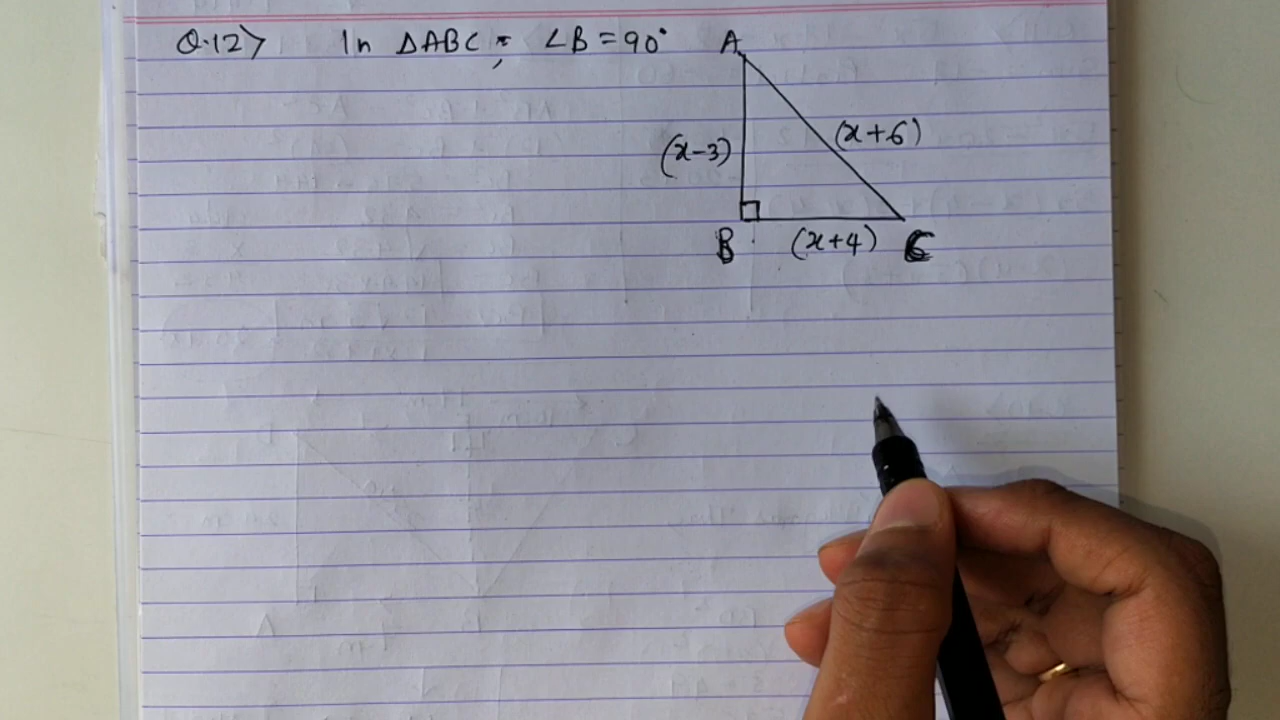 Q.12> In ΔABC, ∠B = 90°
A
(x-3)
(x+6)
B
(x+4)
C